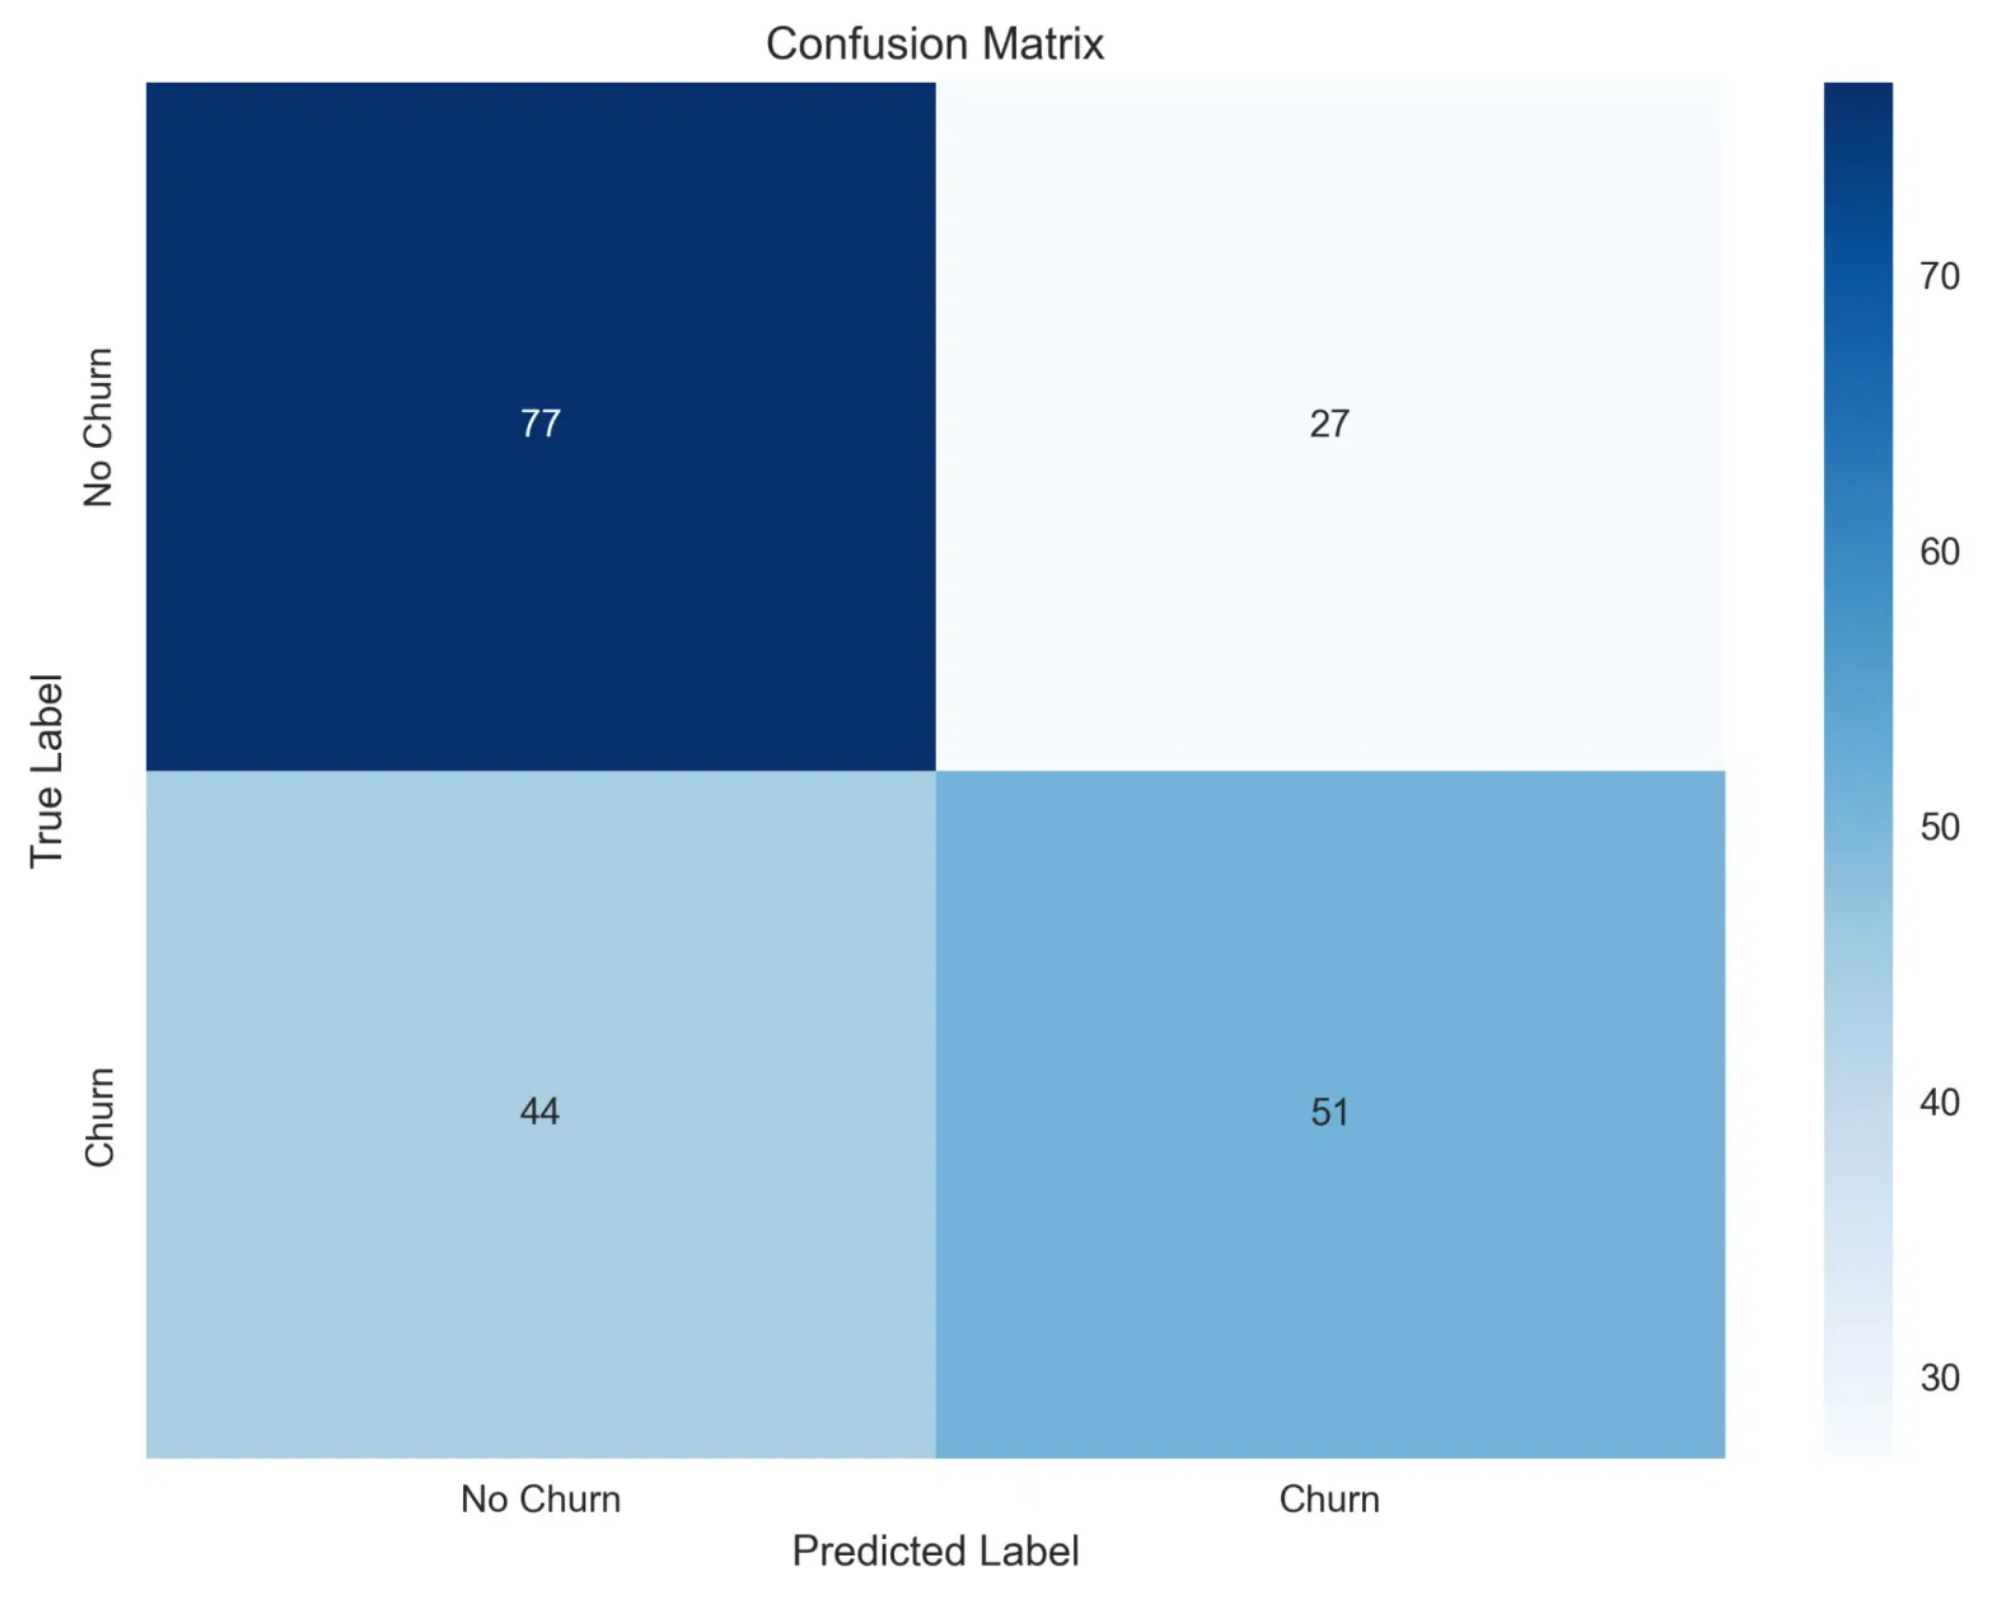 Confusion Matrix
No Churn
77
27
70
60
True Label
50
40
Churn
44
51
30
No Churn
Churn
Predicted Label